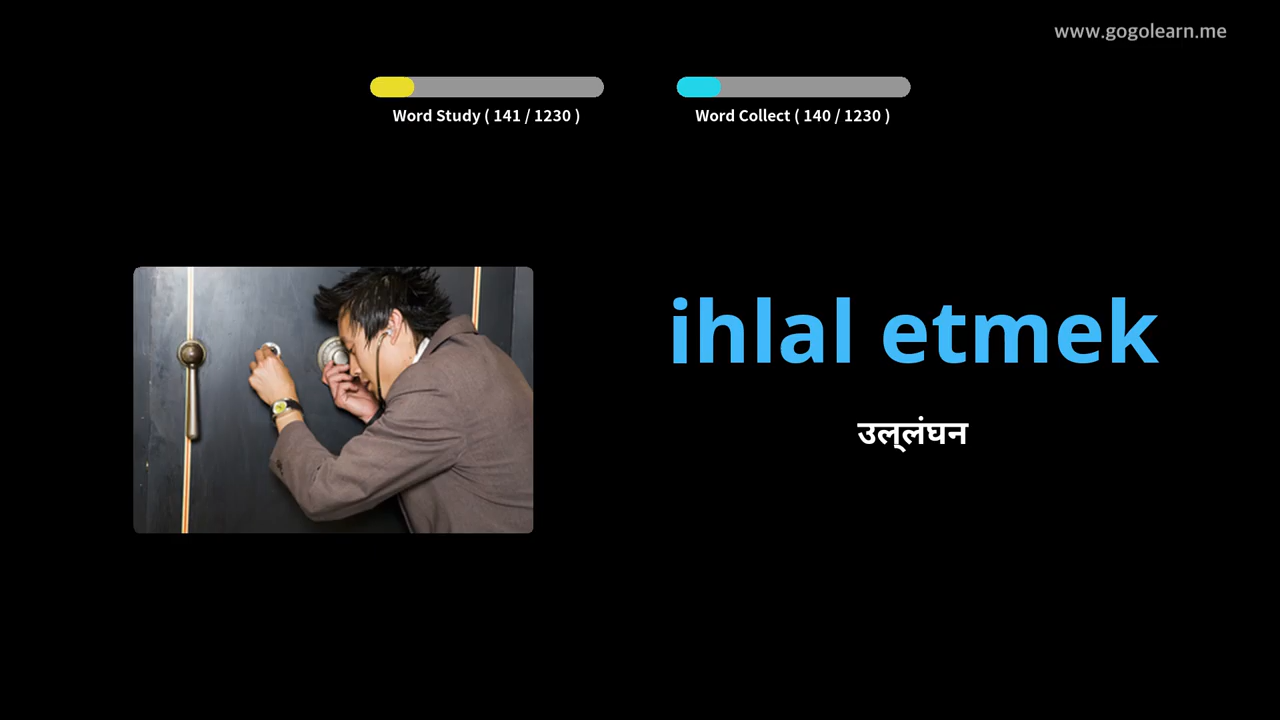 www.gogolearn.me
Word Study ( 141 / 1230 )
Word Collect ( 140 / 1230 )
ihlal etmek
उल्लंघन